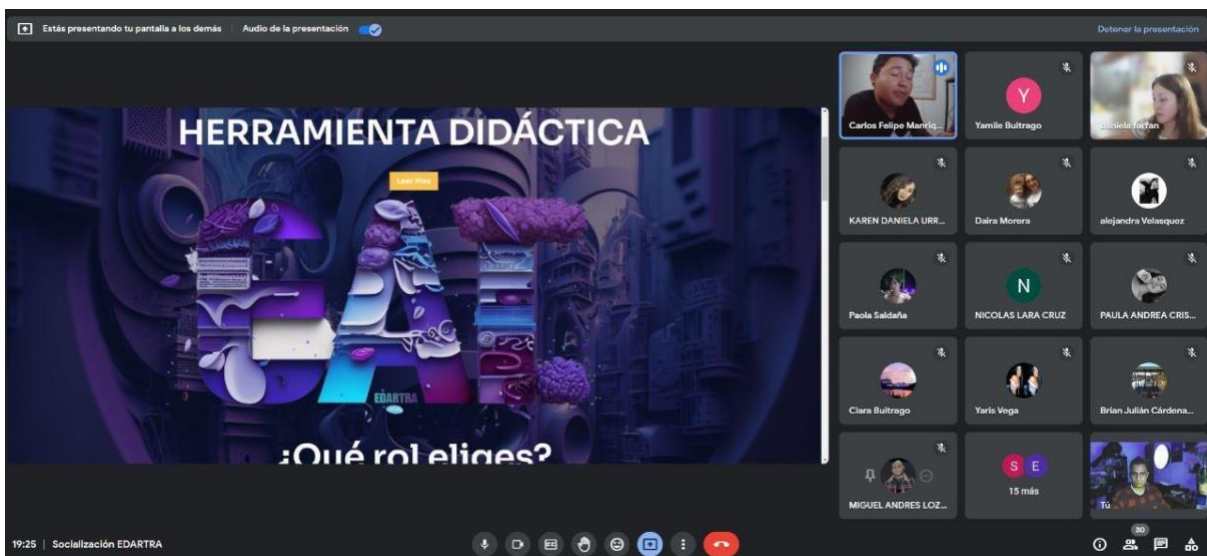 Estás presentando tu pantalla a los demás
Audio de la presentación
Detener la presentación
HERRAMIENTA DIDÁCTICA
Leer Mas
EDARTRA
¿Qué rol eliges?
Carlos Felipe Manriq...
Y
Yamile Buitrago
daniela farfan
KAREN DANIELA URR...
Daira Morera
alejandra Velasquez
Paola Saldaña
N
NICOLAS LARA CRUZ
PAULA ANDREA CRIS...
Ciara Buitrago
Yaris Vega
Brian Julián Cárdena...
MIGUEL ANDRES LOZ...
S E
15 más
Tú
19:25 | Socialización EDARTRA
30